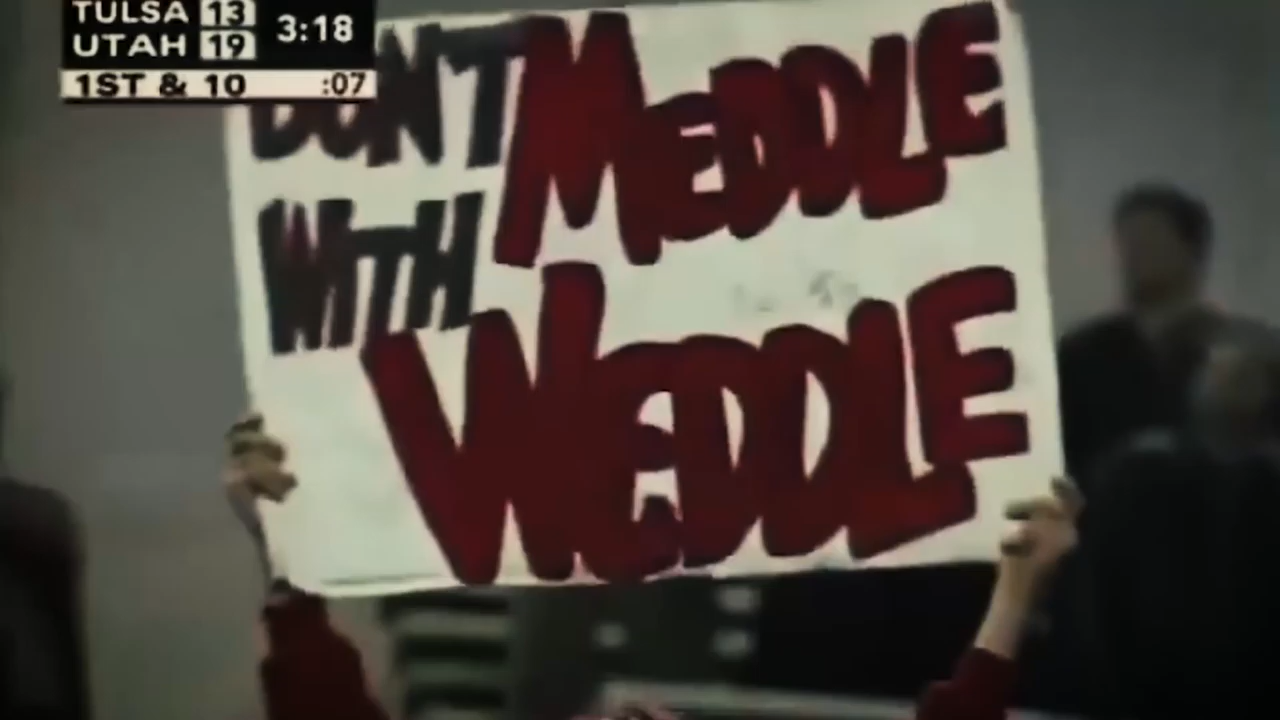 TULSA 13
UTAH 19
3:18
1ST & 10 :07
DON'T MEDDLE
WITH
WEDDLE